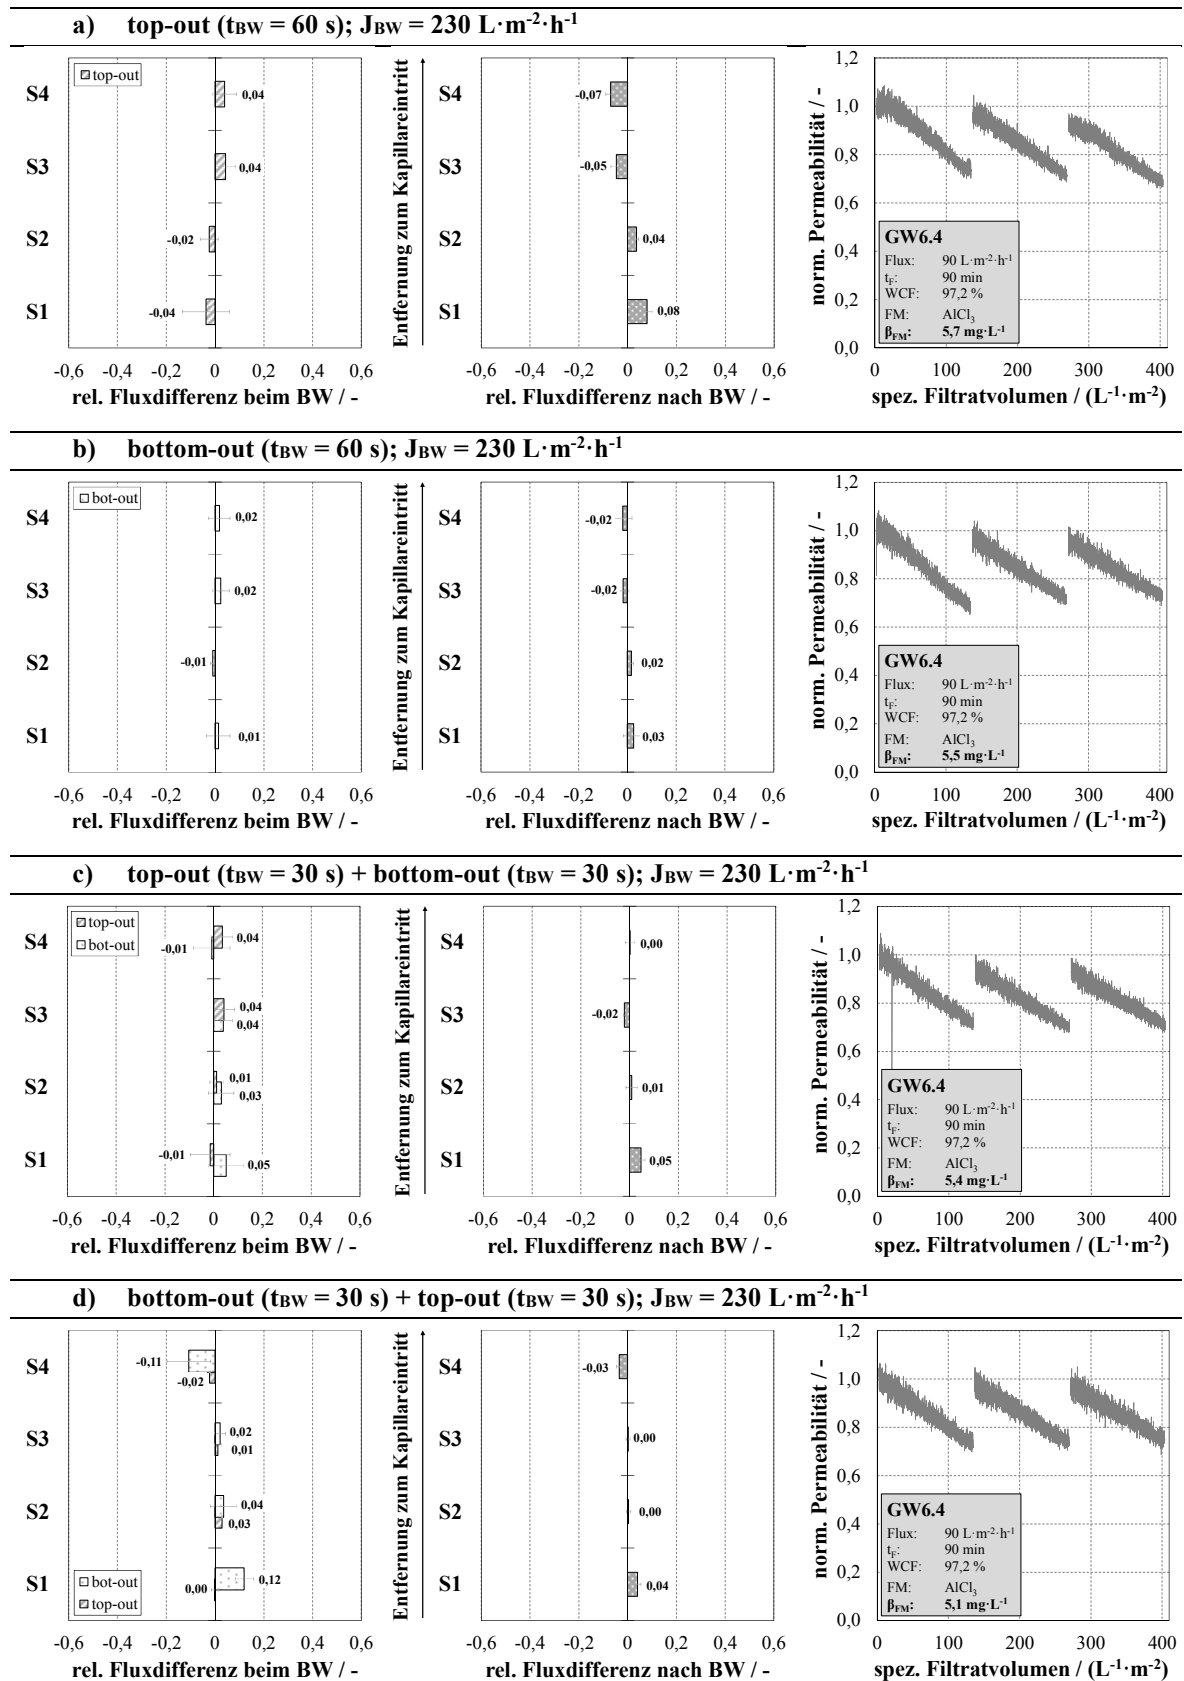 a) top-out (tBW = 60 s); JBW = 230 L·m-2·h-1
top-out
S4
S3
S2
S1
0,04
0,04
-0,02
-0,04
-0,6 -0,4 -0,2 0 0,2 0,4 0,6
rel. Fluxdifferenz beim BW / -
Entfernung zum Kapillareintritt
-0,07
-0,05
0,04
0,08
-0,6 -0,4 -0,2 0 0,2 0,4 0,6
rel. Fluxdifferenz nach BW / -
norm. Permeabilität / -
1,2
1,0
0,8
0,6
0,4
0,2
0,0
GW6.4
Flux: 90 L·m-2·h-1
tF: 90 min
WCF: 97,2 %
FM: AlCl3
βFM: 5,7 mg·L-1
0 100 200 300 400
spez. Filtratvolumen / (L-1·m-2)
b) bottom-out (tBW = 60 s); JBW = 230 L·m-2·h-1
bot-out
S4
S3
S2
S1
0,02
0,02
-0,01
0,01
-0,6 -0,4 -0,2 0 0,2 0,4 0,6
rel. Fluxdifferenz beim BW / -
Entfernung zum Kapillareintritt
-0,02
-0,02
0,02
0,03
-0,6 -0,4 -0,2 0 0,2 0,4 0,6
rel. Fluxdifferenz nach BW / -
norm. Permeabilität / -
1,2
1,0
0,8
0,6
0,4
0,2
0,0
GW6.4
Flux: 90 L·m-2·h-1
tF: 90 min
WCF: 97,2 %
FM: AlCl3
βFM: 5,5 mg·L-1
0 100 200 300 400
spez. Filtratvolumen / (L-1·m-2)
c) top-out (tBW = 30 s) + bottom-out (tBW = 30 s); JBW = 230 L·m-2·h-1
top-out
bot-out
S4
S3
S2
S1
0,04
-0,01
0,04
0,04
0,01
0,03
-0,01
0,05
-0,6 -0,4 -0,2 0 0,2 0,4 0,6
rel. Fluxdifferenz beim BW / -
Entfernung zum Kapillareintritt
0,00
-0,02
0,01
0,05
-0,6 -0,4 -0,2 0 0,2 0,4 0,6
rel. Fluxdifferenz nach BW / -
norm. Permeabilität / -
1,2
1,0
0,8
0,6
0,4
0,2
0,0
GW6.4
Flux: 90 L·m-2·h-1
tF: 90 min
WCF: 97,2 %
FM: AlCl3
βFM: 5,4 mg·L-1
0 100 200 300 400
spez. Filtratvolumen / (L-1·m-2)
d) bottom-out (tBW = 30 s) + top-out (tBW = 30 s); JBW = 230 L·m-2·h-1
S4
S3
S2
S1
-0,11
-0,02
0,02
0,01
0,04
0,03
0,12
0,00
bot-out
top-out
-0,6 -0,4 -0,2 0 0,2 0,4 0,6
rel. Fluxdifferenz beim BW / -
Entfernung zum Kapillareintritt
-0,03
0,00
0,00
0,04
-0,6 -0,4 -0,2 0 0,2 0,4 0,6
rel. Fluxdifferenz nach BW / -
norm. Permeabilität / -
1,2
1,0
0,8
0,6
0,4
0,2
0,0
GW6.4
Flux: 90 L·m-2·h-1
tF: 90 min
WCF: 97,2 %
FM: AlCl3
βFM: 5,1 mg·L-1
0 100 200 300 400
spez. Filtratvolumen / (L-1·m-2)